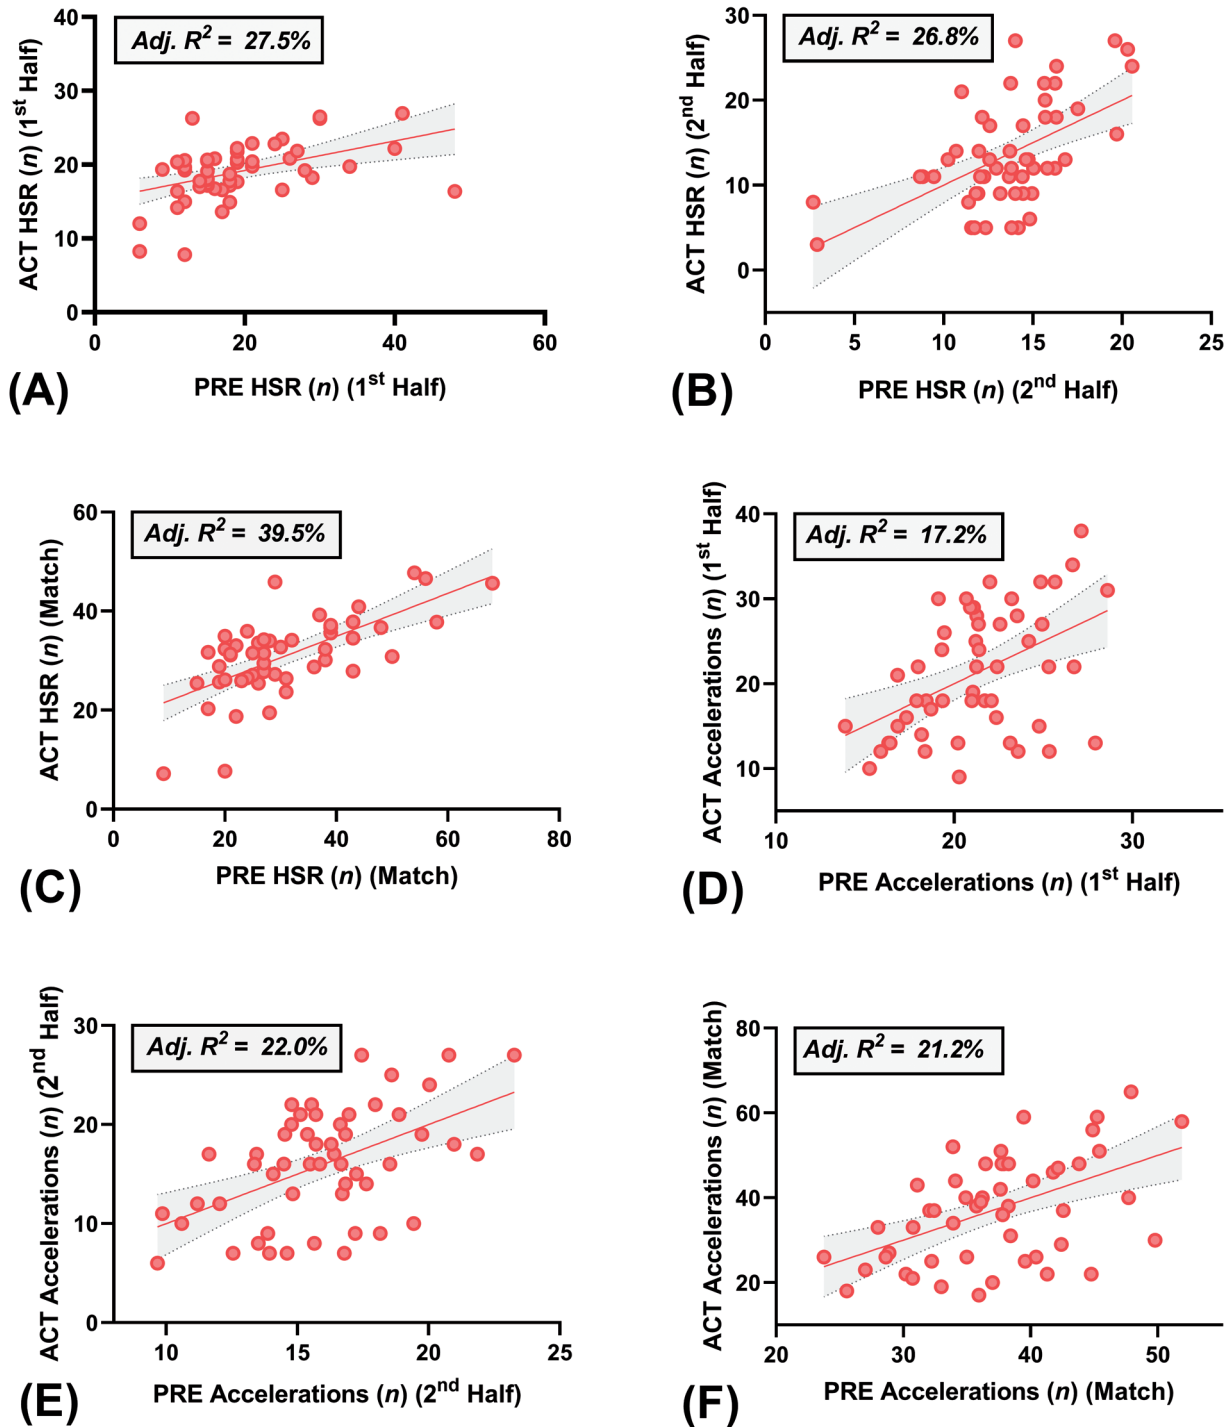 Adj. R² = 27.5%
ACT HSR (n) (1st Half)
40
30
20
10
0
0 20 40 60
PRE HSR (n) (1st Half)
(A)
Adj. R² = 26.8%
ACT HSR (n) (2nd Half)
30
20
10
0
0 5 10 15 20 25
PRE HSR (n) (2nd Half)
(B)
Adj. R² = 39.5%
ACT HSR (n) (Match)
60
40
20
0
0 20 40 60 80
PRE HSR (n) (Match)
(C)
Adj. R² = 17.2%
ACT Accelerations (n) (1st Half)
40
30
20
10
10 20 30
PRE Accelerations (n) (1st Half)
(D)
Adj. R² = 22.0%
ACT Accelerations (n) (2nd Half)
30
20
10
0
10 15 20 25
PRE Accelerations (n) (2nd Half)
(E)
Adj. R² = 21.2%
ACT Accelerations (n) (Match)
80
60
40
20
20 30 40 50
PRE Accelerations (n) (Match)
(F)